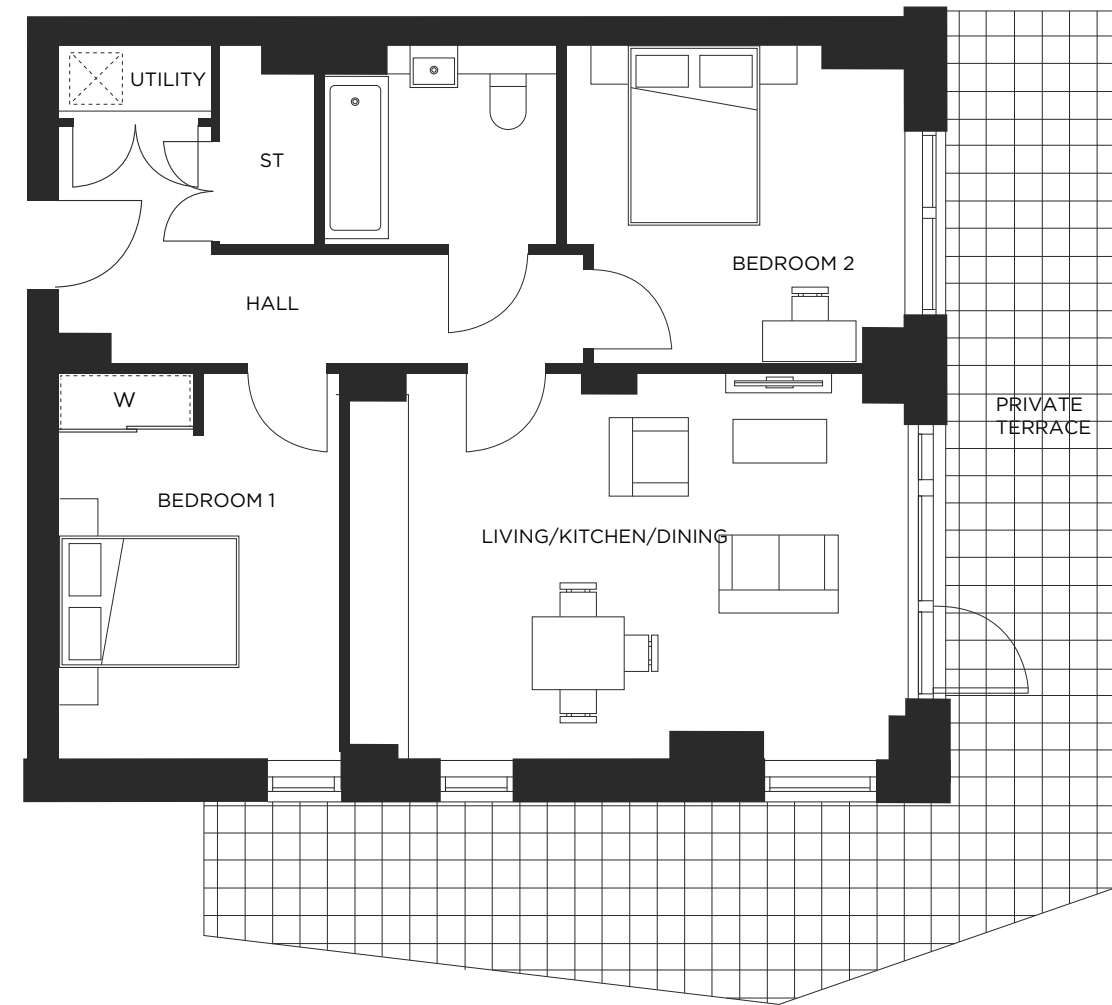 UTILITY
ST
BEDROOM 2
HALL
W
PRIVATE
TERRACE
BEDROOM 1
LIVING/KITCHEN/DINING